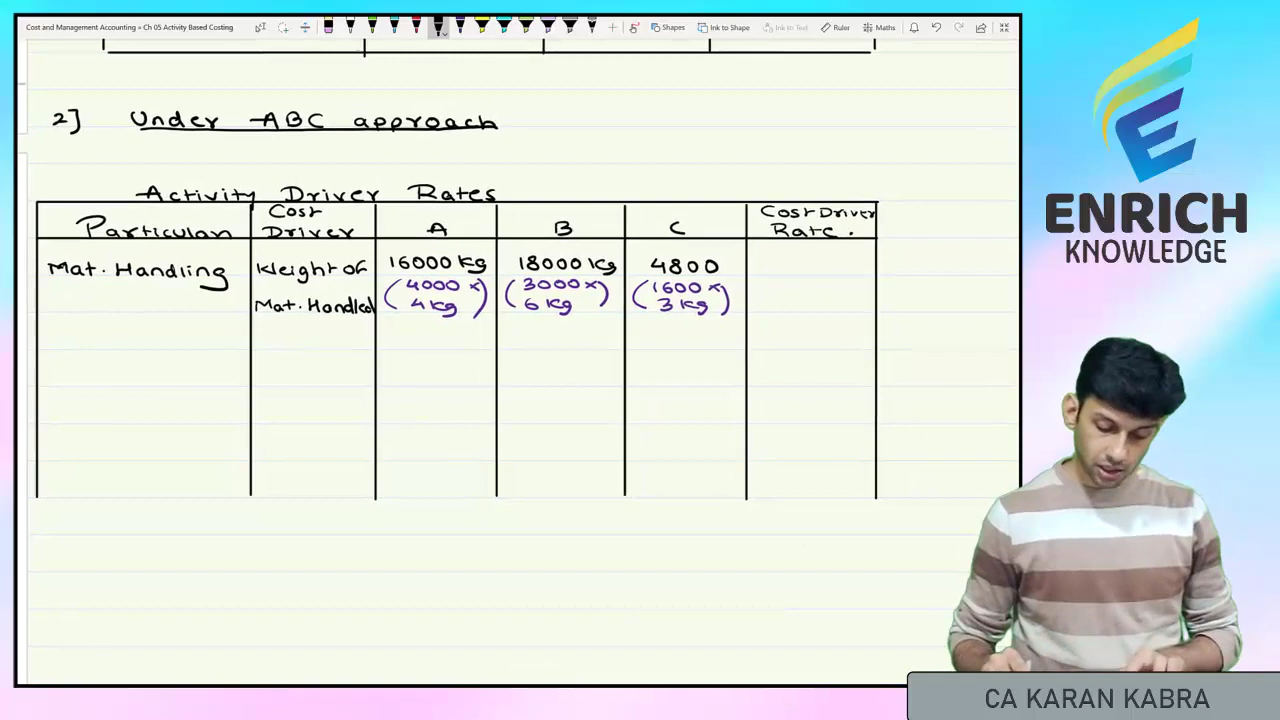 Cost and Management Accounting » Ch 05 Activity Based Costing
Shapes
Ink to Shape
Ink to Text
Ruler
Maths
2] Under ABC approach
Activity Driver Rates
Particulars
Cost Driver
A
B
C
Cost Driver Rate.
Mat. Handling
Weight of Mat. Handled
16000 kg
(4000 x 4 kg)
18000 kg
(3000 x 6 kg)
4800
(1600 x 3 kg)
ENRICH
KNOWLEDGE
CA KARAN KABRA